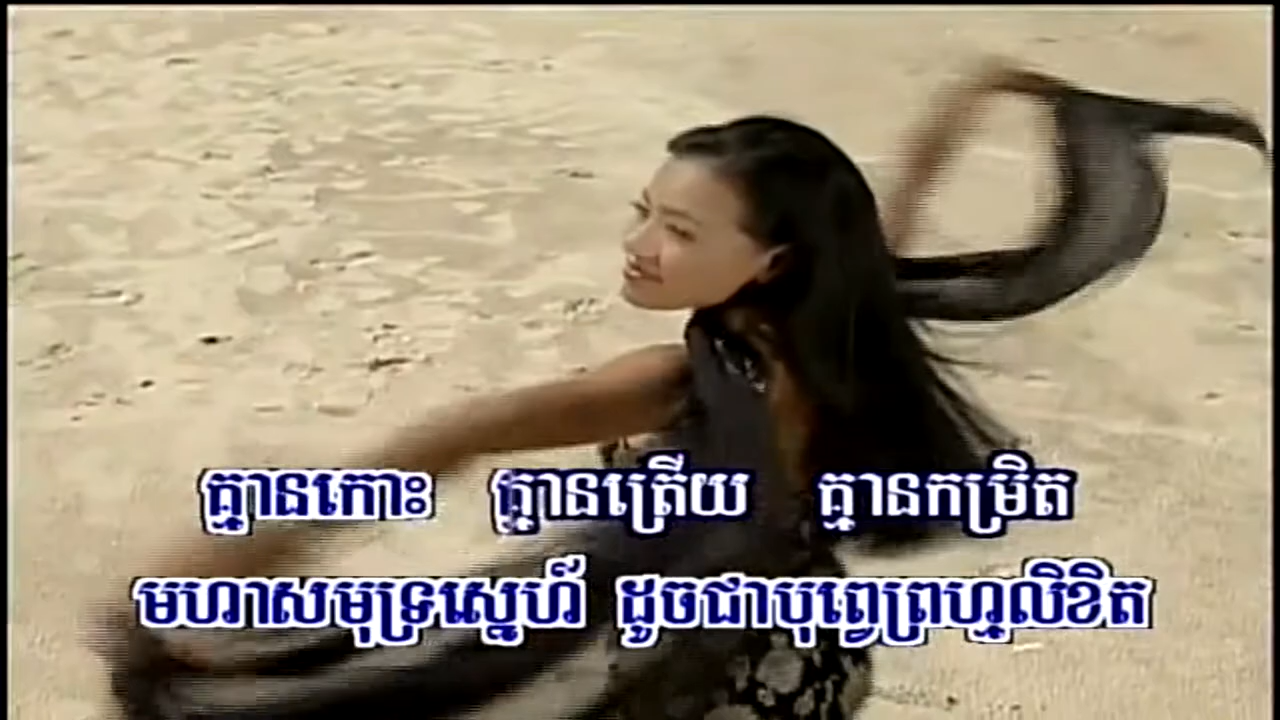 គ្មានកោះ គ្មានត្រើយ គ្មានកម្រិត
មហាសមុទ្រស្នេហ៍ ដូចជាបុព្វេព្រហ្មលិខិត